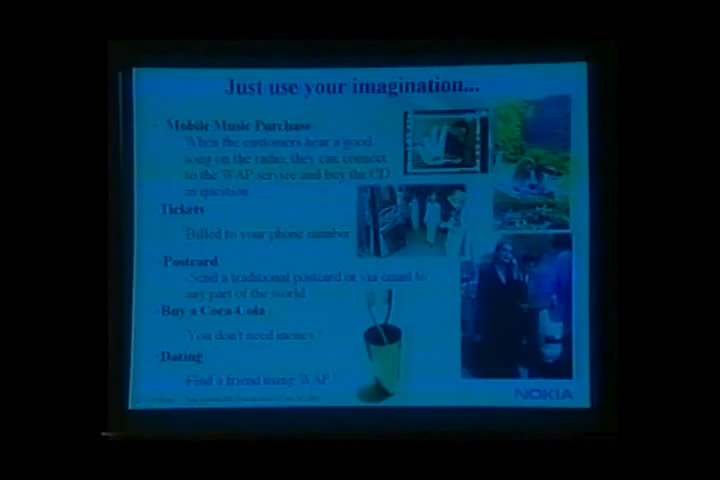 Just use your imagination...
Mobile Music Purchase
When the customers hear a good
song on the radio, they can connect
to the WAP service and buy the CD
in question
Tickets
Billed to your phone number
Postcard
Send a traditional postcard or via email to
any part of the world
Buy a Coca-Cola
You don't need money !
Dating
Find a friend using WAP !
NOKIA